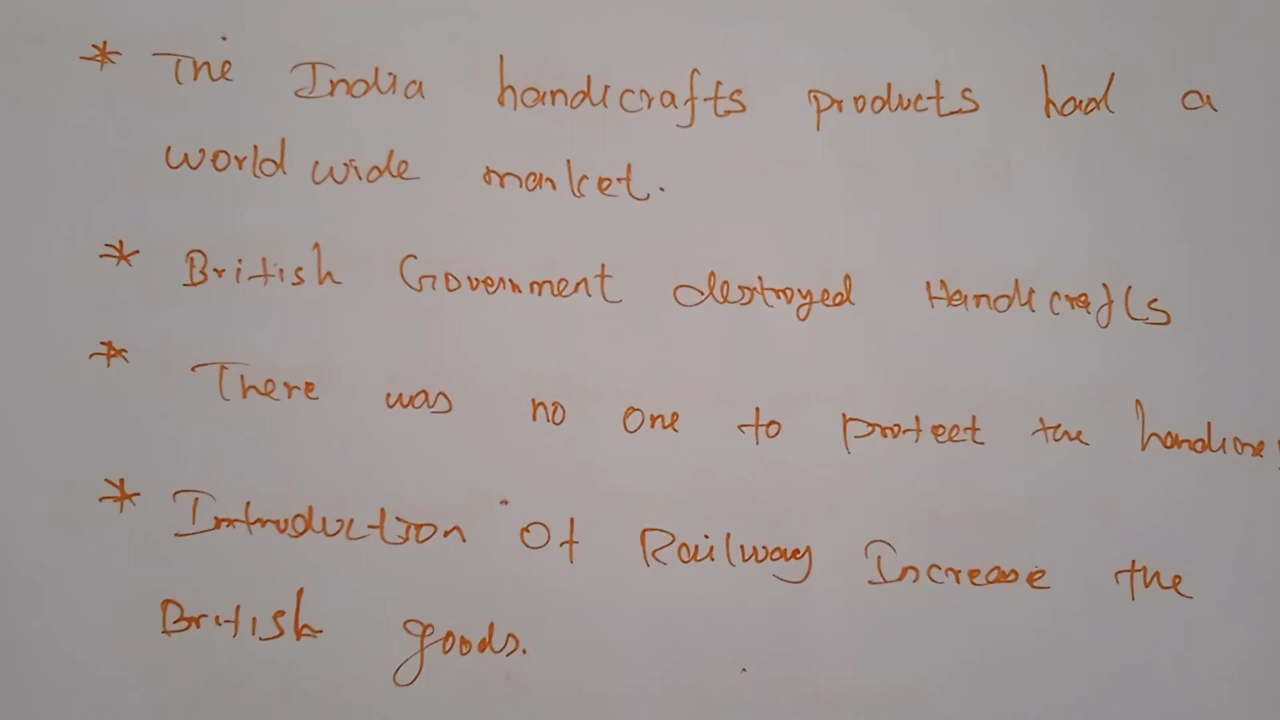 * The India handicrafts products had a
world wide market.
* British Government destroyed Handicrafts
* There was no one to protect the
* Introduction Of Railway Increase the
British goods.